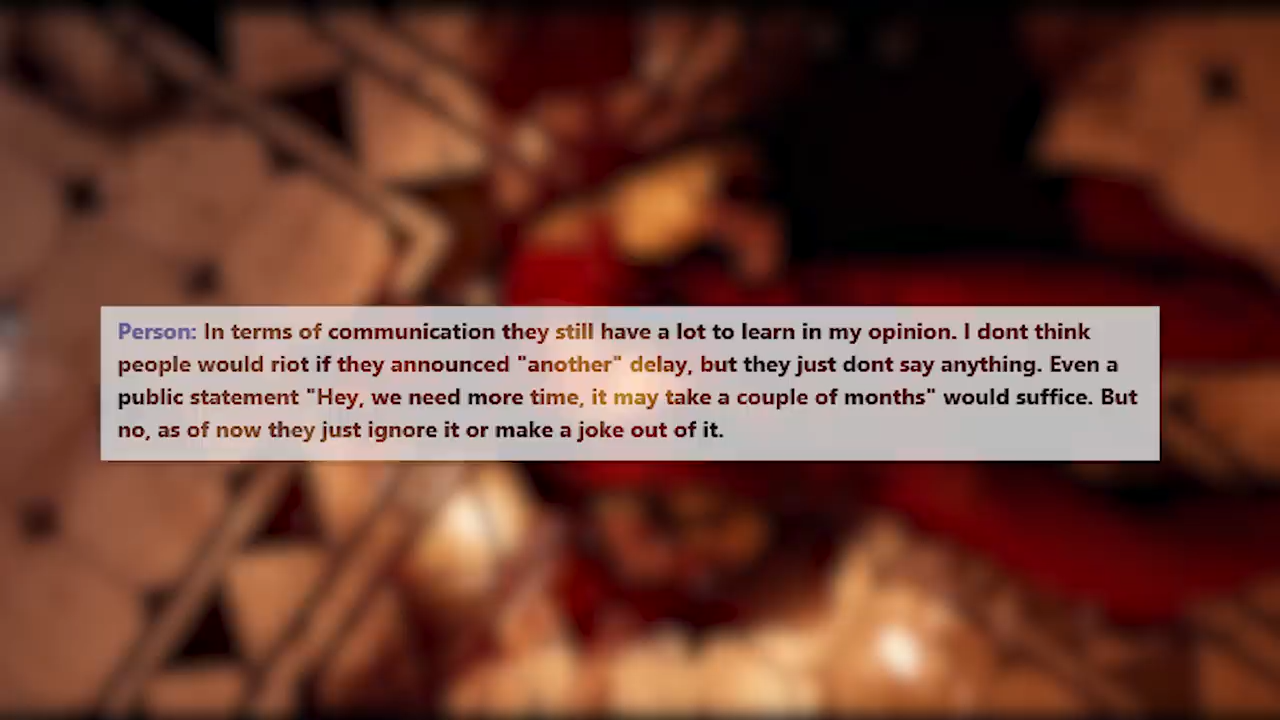 Person: In terms of communication they still have a lot to learn in my opinion. I dont think
people would riot if they announced "another" delay, but they just dont say anything. Even a
public statement "Hey, we need more time, it may take a couple of months" would suffice. But
no, as of now they just ignore it or make a joke out of it.